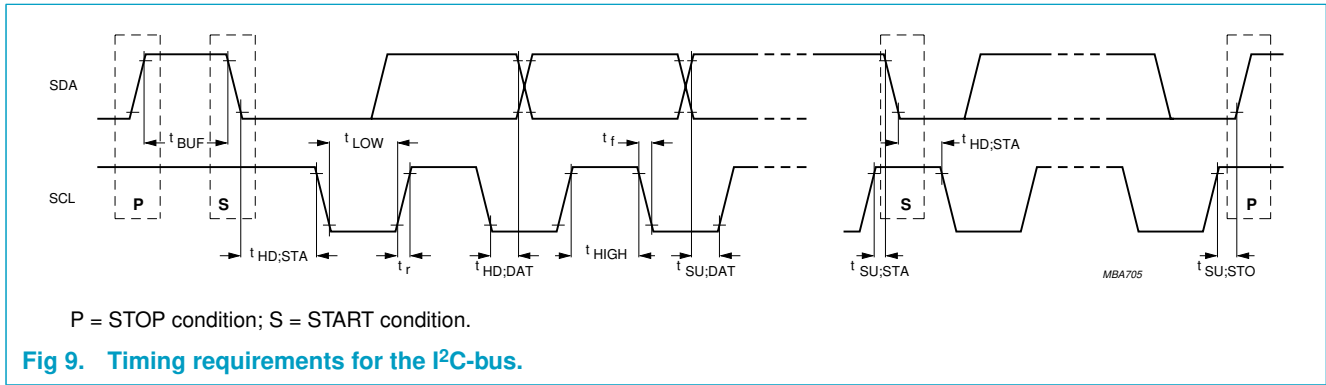 SDA
t BUF
t LOW
t f
t HD;STA
SCL
P
S
S
P
t HD;STA
t r
t HD;DAT
t HIGH
t SU;DAT
t SU;STA
MBA705
t SU;STO
P = STOP condition; S = START condition.
Fig 9. Timing requirements for the I²C-bus.